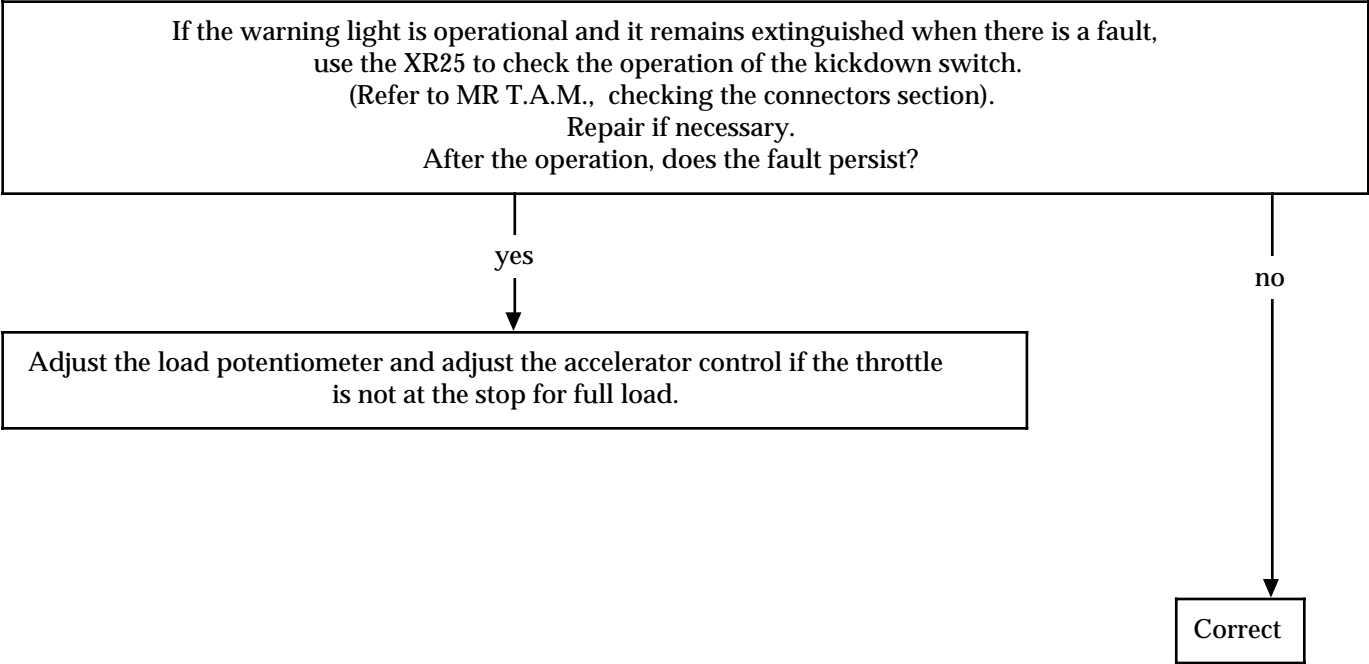 If the warning light is operational and it remains extinguished when there is a fault,
use the XR25 to check the operation of the kickdown switch.
(Refer to MR T.A.M.,  checking the connectors section).
Repair if necessary.
After the operation, does the fault persist?
yes
no
Adjust the load potentiometer and adjust the accelerator control if the throttle
is not at the stop for full load.
Correct